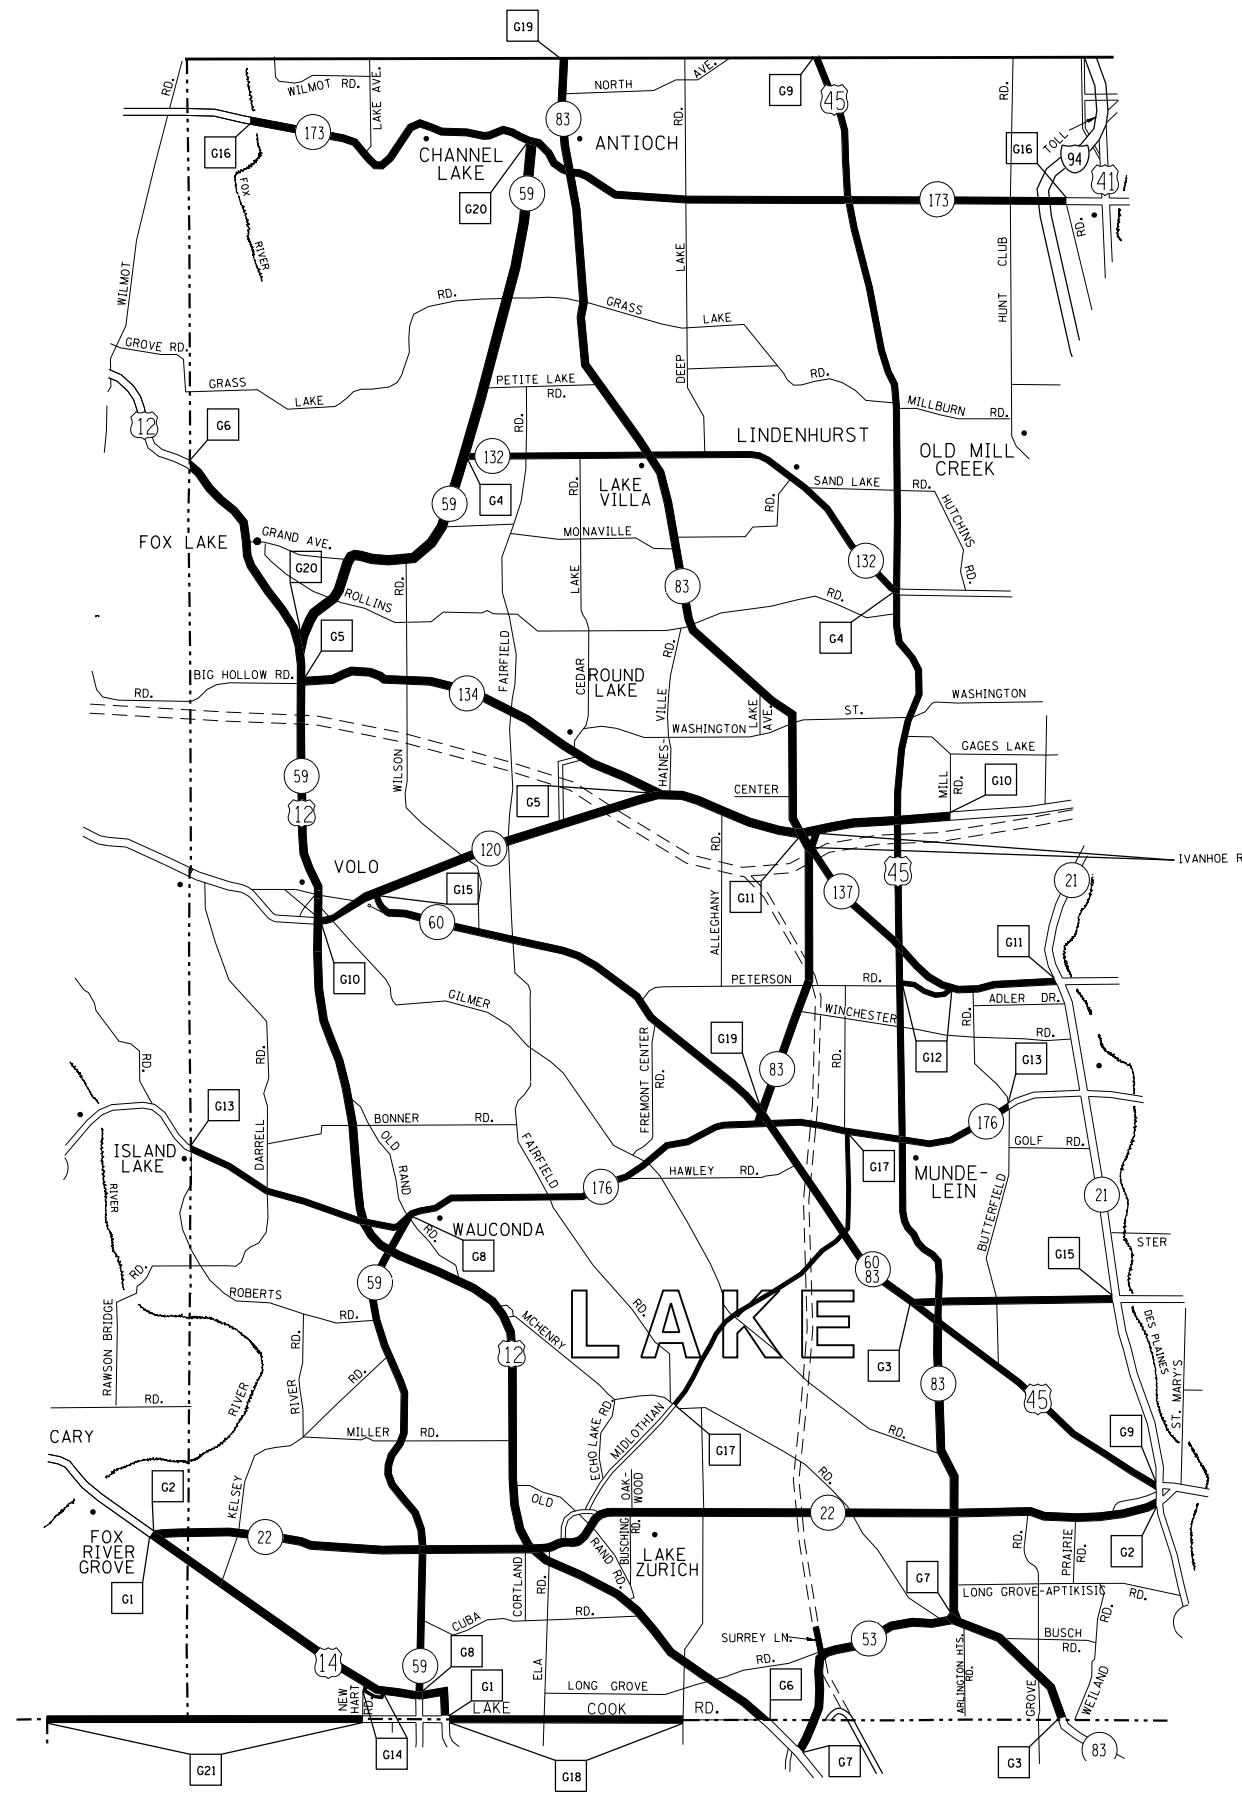 G19
NORTH AVE.
WILMOT RD.
LAKE AVE.
RD.
G9
45
RD.
RD.
83
173
ANTIOCH
CHANNEL
LAKE
G16
G16
TOLL
94
41
FOX
RIVER
G20
59
173
RD.
WILMOT
LAKE
HUNT CLUB
RD.
GRASS
LAKE
GROVE RD.
GRASS
LAKE
PETITE LAKE
RD.
DEEP
RD.
MILLBURN RD.
12
G6
RD.
LINDENHURST
OLD MILL
CREEK
132
G4
LAKE
VILLA
RD.
RD.
SAND LAKE RD.
HUTCHINS
RD.
59
FOX LAKE
GRAND AVE.
MONAVILLE
132
G20
ROLLINS
RD.
LAKE
83
RD.
G5
G4
FAIRFIELD
CEDAR
ROUND
LAKE
RD.
BIG HOLLOW RD.
RD.
134
HAINES-
VILLE
WASHINGTON
LAKE
AVE.
ST.
WASHINGTON
GAGES LAKE
WILSON
59
12
G5
CENTER
MILL
RD.
G10
120
RD.
VOLO
G15
ALLEGHANY
G11
137
45
21
IVANHOE R
60
G10
G11
GILMER
PETERSON RD.
ADLER DR.
WINCHESTER
RD.
RD.
G12
G19
RD.
FREMONT CENTER
RD.
83
G13
RD.
RD.
G13
DARRELL
BONNER RD.
176
GOLF RD.
ISLAND
LAKE
OLD
RAND
RD.
FAIRFIELD
HAWLEY RD.
G17
MUNDE-
LEIN
176
BUTTERFIELD
21
RIVER
WAUCONDA
G8
STER
G15
RD.
59
60
83
ROBERTS
RD.
RAWSON BRIDGE
LAKE
RD.
MCHENRY
DES PLAINES
RD.
12
G3
RIVER
RD.
RIVER
83
45
ST. MARY'S
RD.
CARY
MILLER RD.
ECHO LAKE RD.
MIDLOTHIAN
G17
RD.
G9
G2
KELSEY
OLD
OAK-
WOOD
RD.
BUSCHING
RD.
22
22
FOX
RIVER
GROVE
RAND RD.
LAKE
ZURICH
RD.
PRAIRIE
RD.
G2
G1
CORTLAND
RD.
G7
LONG GROVE-APTIKISIC RD.
CUBA
RD.
RD.
SURREY LN.
53
BUSCH
RD.
14
59
G8
ELA
RD.
ARLINGTON HTS.
RD.
GROVE
WEILAND
NEW
HART
RD.
G1
LONG GROVE
G6
LAKE
COOK
RD.
G14
G21
G18
G7
G3
83